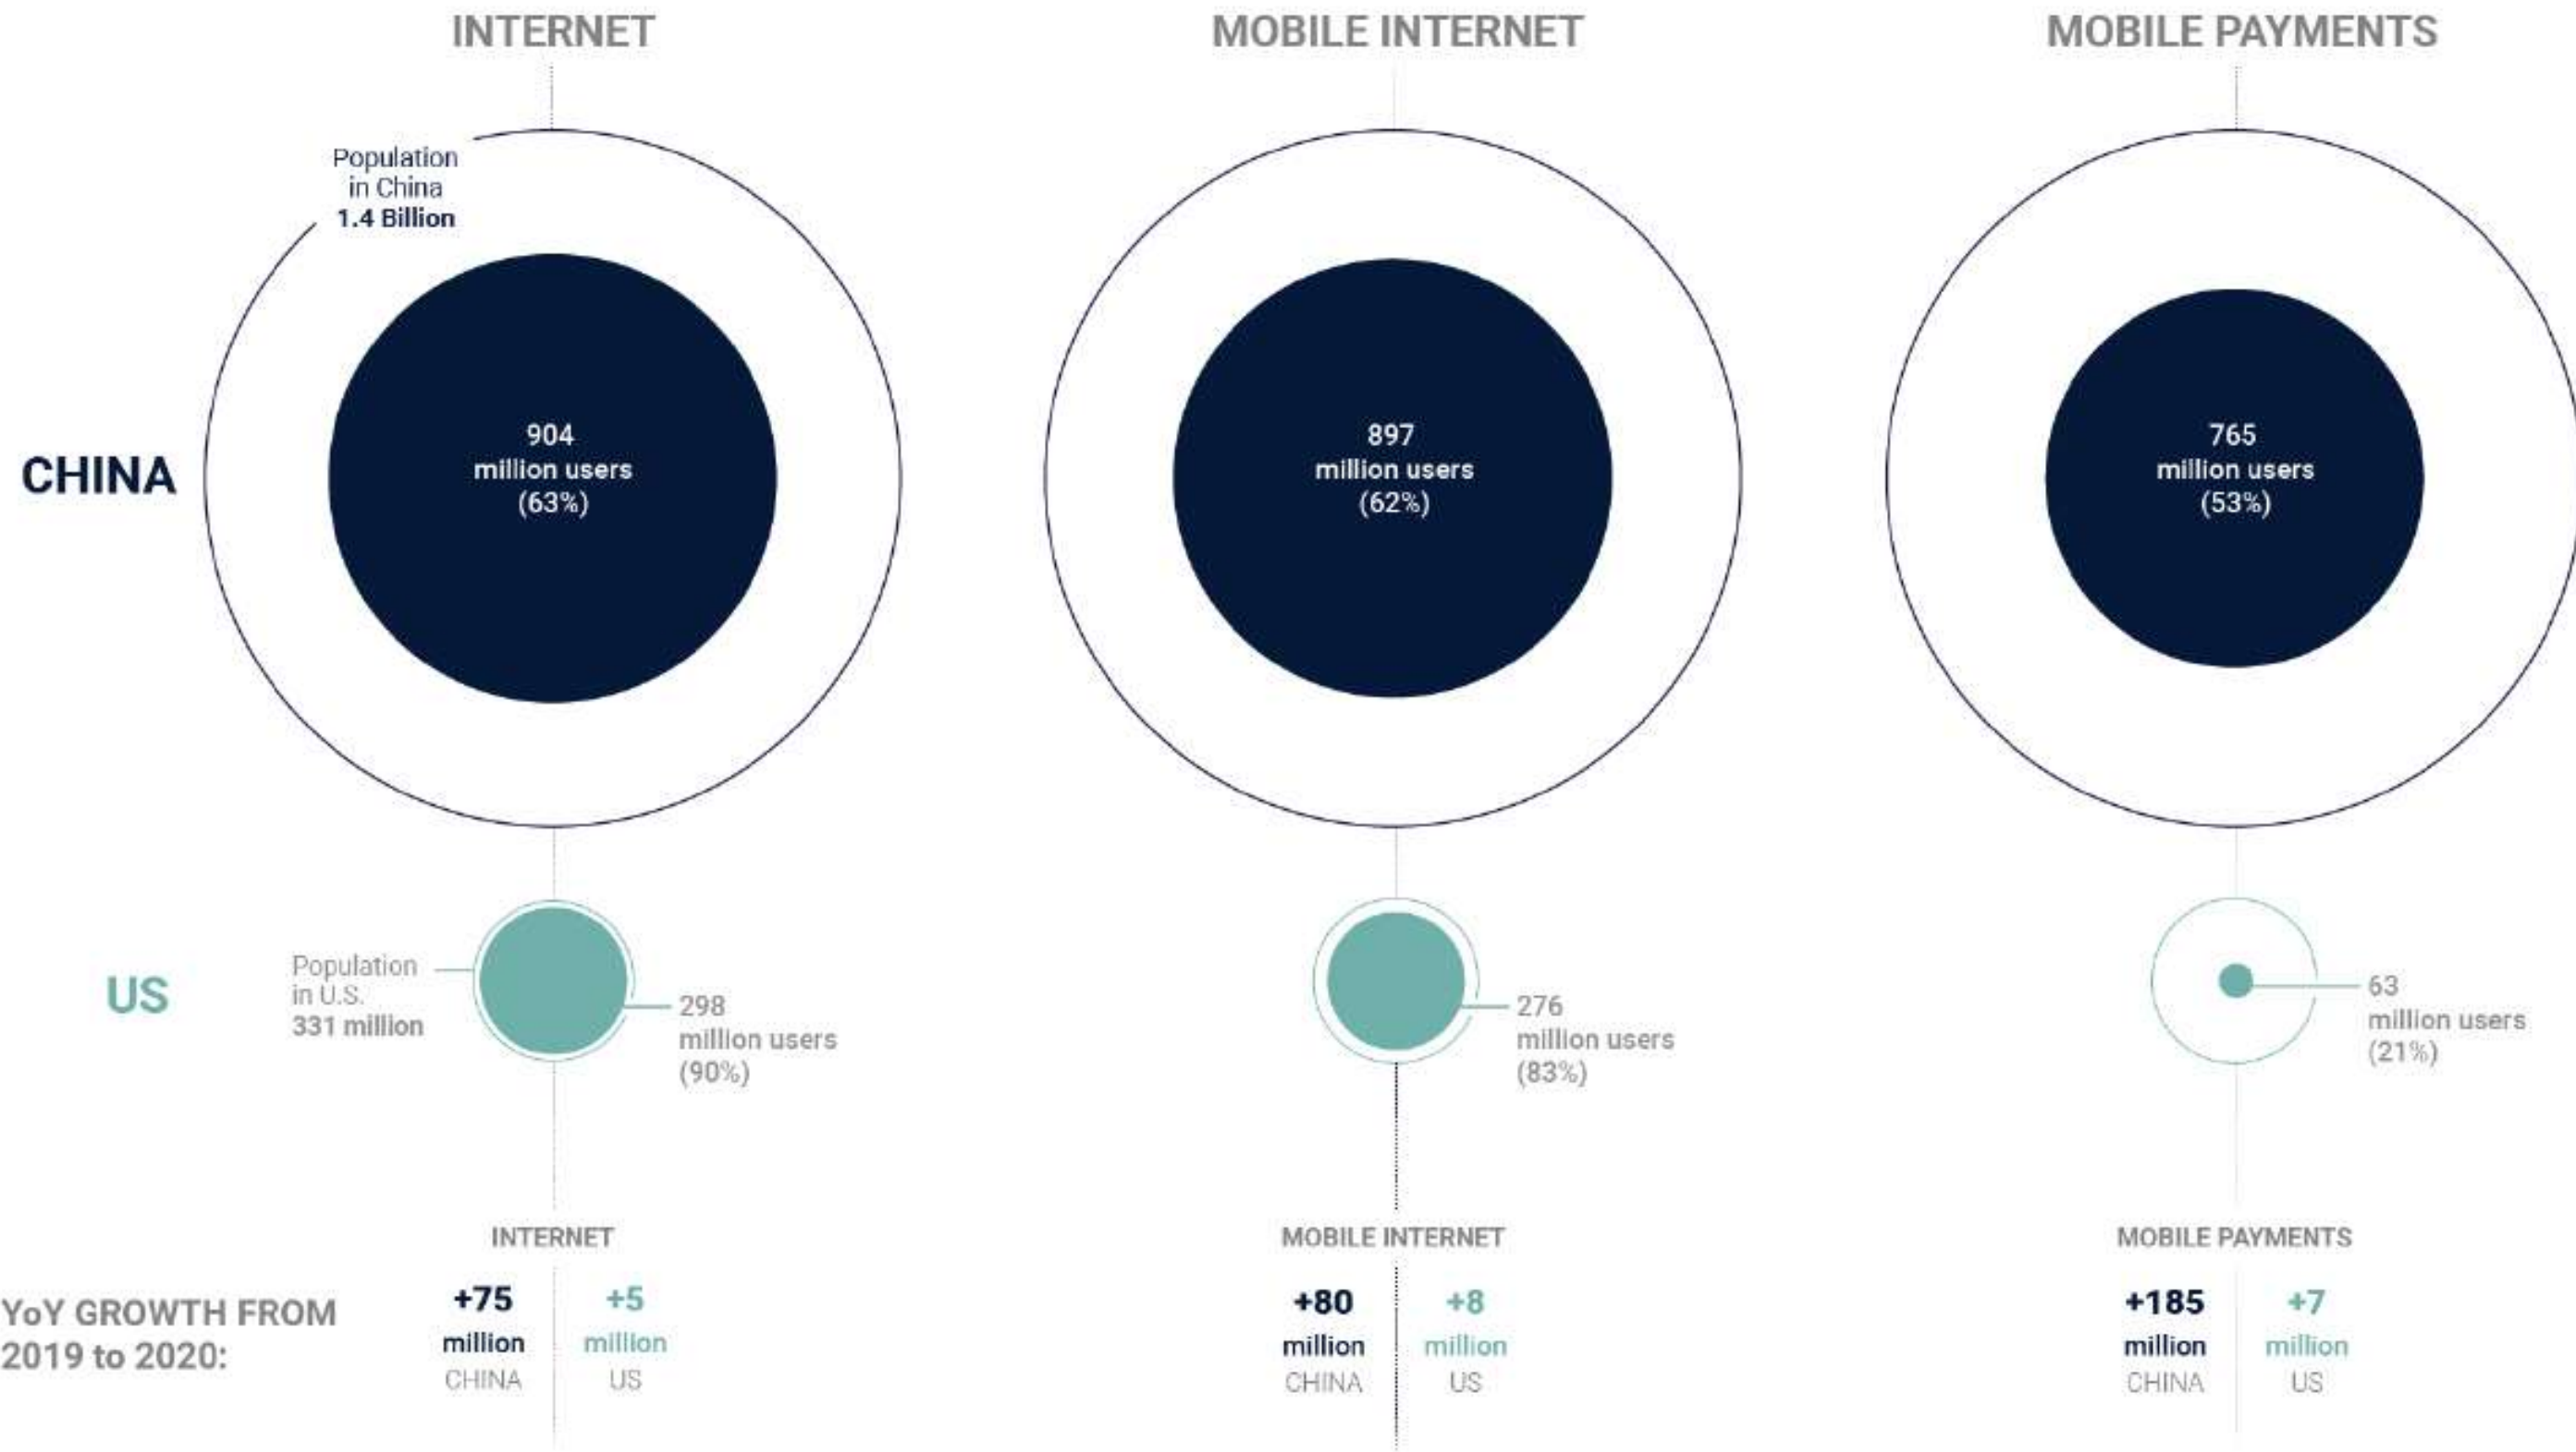 INTERNET
MOBILE INTERNET
MOBILE PAYMENTS
Population
in China
1.4 Billion
CHINA
904
million users
(63%)
897
million users
(62%)
765
million users
(53%)
US
Population
in U.S.
331 million
298
million users
(90%)
276
million users
(83%)
63
million users
(21%)
YoY GROWTH FROM
2019 to 2020:
INTERNET
+75
million
CHINA
+5
million
US
MOBILE INTERNET
+80
million
CHINA
+8
million
US
MOBILE PAYMENTS
+185
million
CHINA
+7
million
US